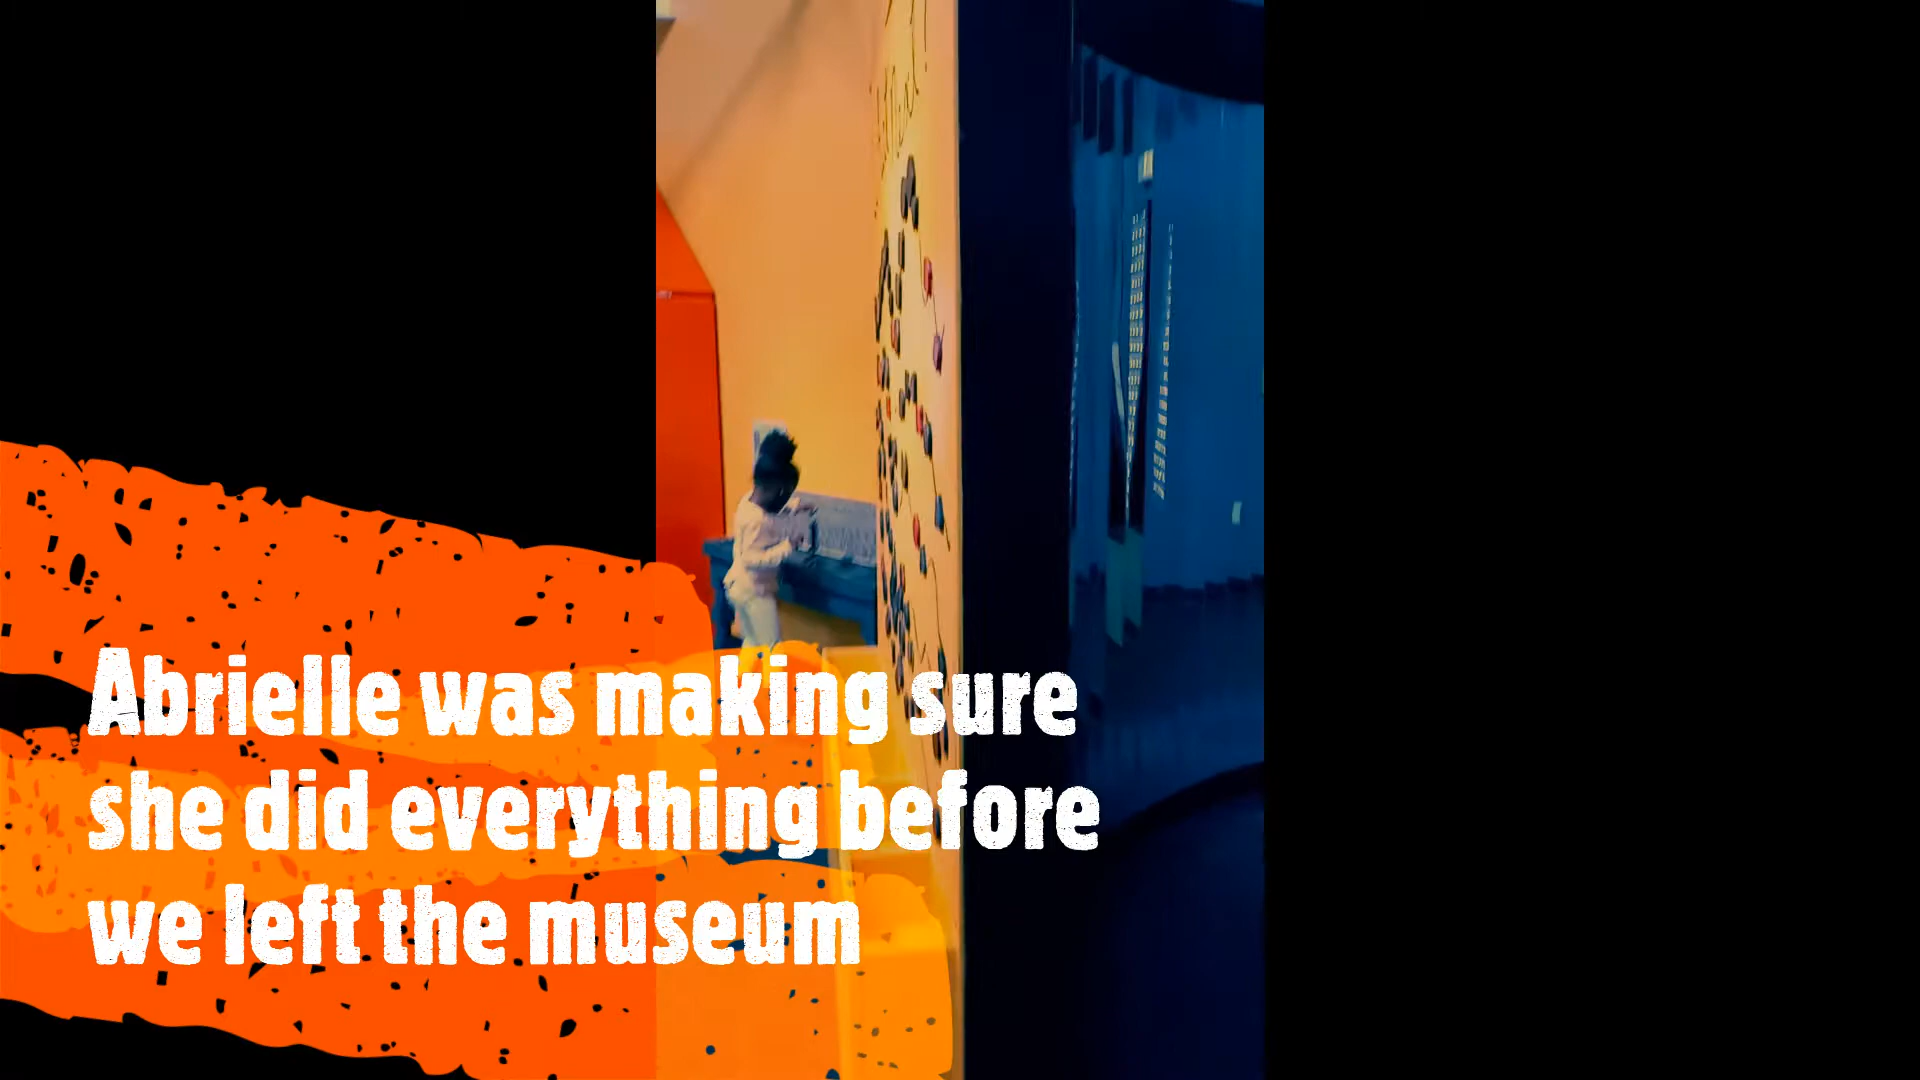 Abrielle was making sure
she did everything before
we left the museum